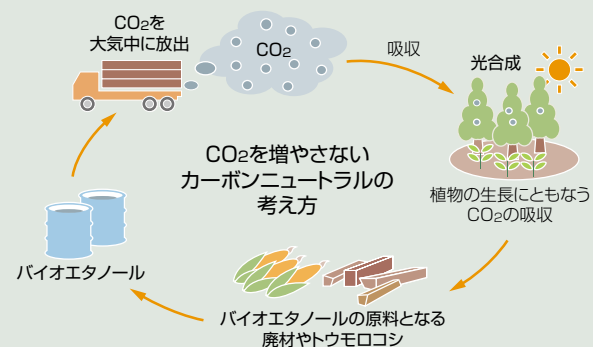 CO2を
大気中に放出
CO2
吸収
光合成
CO2を増やさない
カーボンニュートラルの
考え方
植物の生長にともなう
CO2の吸収
バイオエタノール
バイオエタノールの原料となる
廃材やトウモロコシ